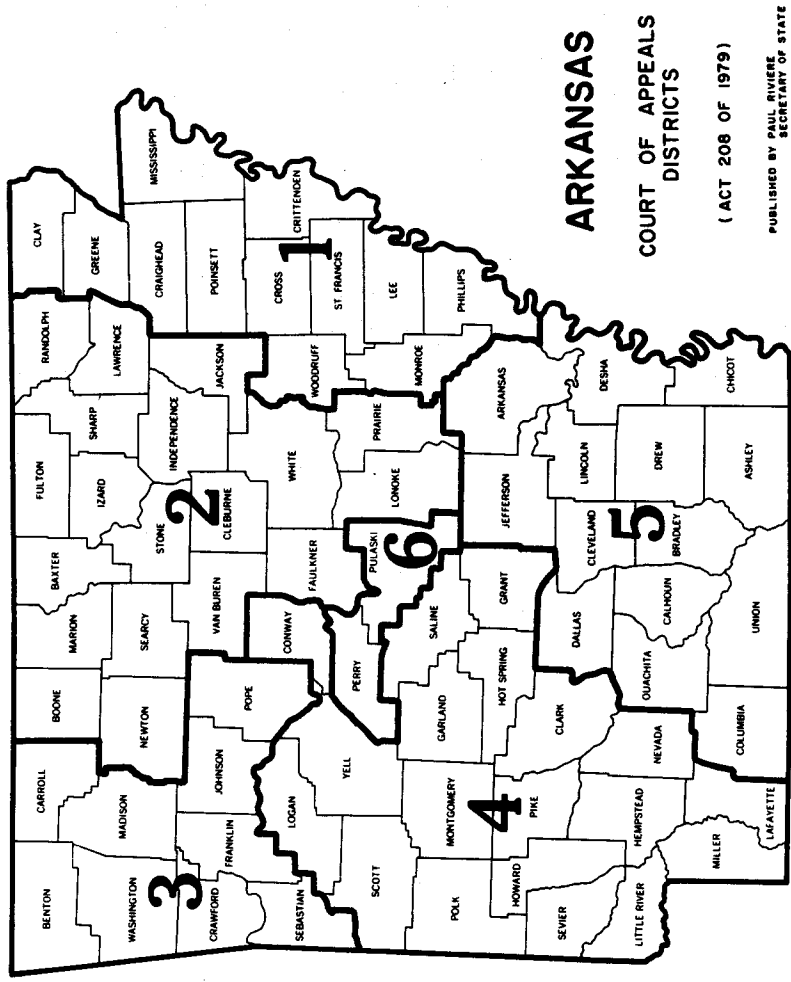 ARKANSAS
COURT OF APPEALS
DISTRICTS
( ACT 208 OF 1979)
PUBLISHED BY PAUL RIVIERE
SECRETARY OF STATE
BENTON
CARROLL
BOONE
MARION
BAXTER
FULTON
RANDOLPH
CLAY
SHARP
IZARD
LAWRENCE
GREENE
WASHINGTON
MADISON
NEWTON
SEARCY
STONE
INDEPENDENCE
CRAIGHEAD
MISSISSIPPI
JACKSON
POINSETT
3
CRAWFORD
FRANKLIN
JOHNSON
POPE
VAN BUREN
2
CLEBURNE
SEBASTIAN
LOGAN
CONWAY
FAULKNER
WHITE
WOODRUFF
CROSS
CRITTENDEN
1
ST FRANCIS
SCOTT
YELL
PERRY
PULASKI
6
LONOKE
PRAIRIE
MONROE
LEE
PHILLIPS
POLK
MONTGOMERY
GARLAND
SALINE
HOT SPRING
GRANT
JEFFERSON
ARKANSAS
4
HOWARD
PIKE
CLARK
DALLAS
CLEVELAND
LINCOLN
DESHA
SEVIER
LITTLE RIVER
HEMPSTEAD
NEVADA
OUACHITA
CALHOUN
5
BRADLEY
DREW
MILLER
LAFAYETTE
COLUMBIA
UNION
ASHLEY
CHICOT